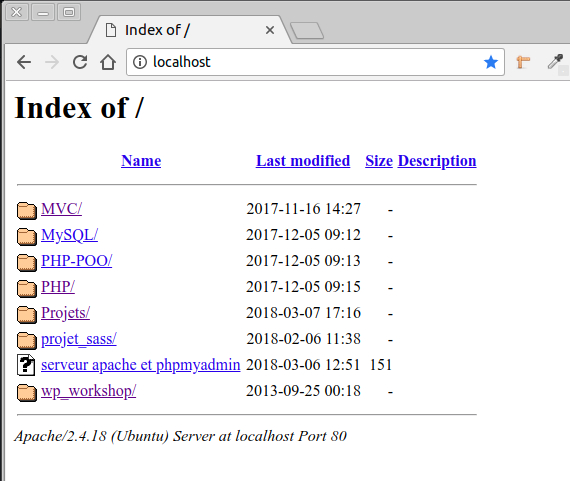 Index of /
localhost
Index of /
Name Last modified Size Description
MVC/ 2017-11-16 14:27 -
MySQL/ 2017-12-05 09:12 -
PHP-POO/ 2017-12-05 09:13 -
PHP/ 2017-12-05 09:15 -
Projets/ 2018-03-07 17:16 -
projet_sass/ 2018-02-06 11:38 -
serveur apache et phpmyadmin 2018-03-06 12:51 151
wp_workshop/ 2013-09-25 00:18 -
Apache/2.4.18 (Ubuntu) Server at localhost Port 80